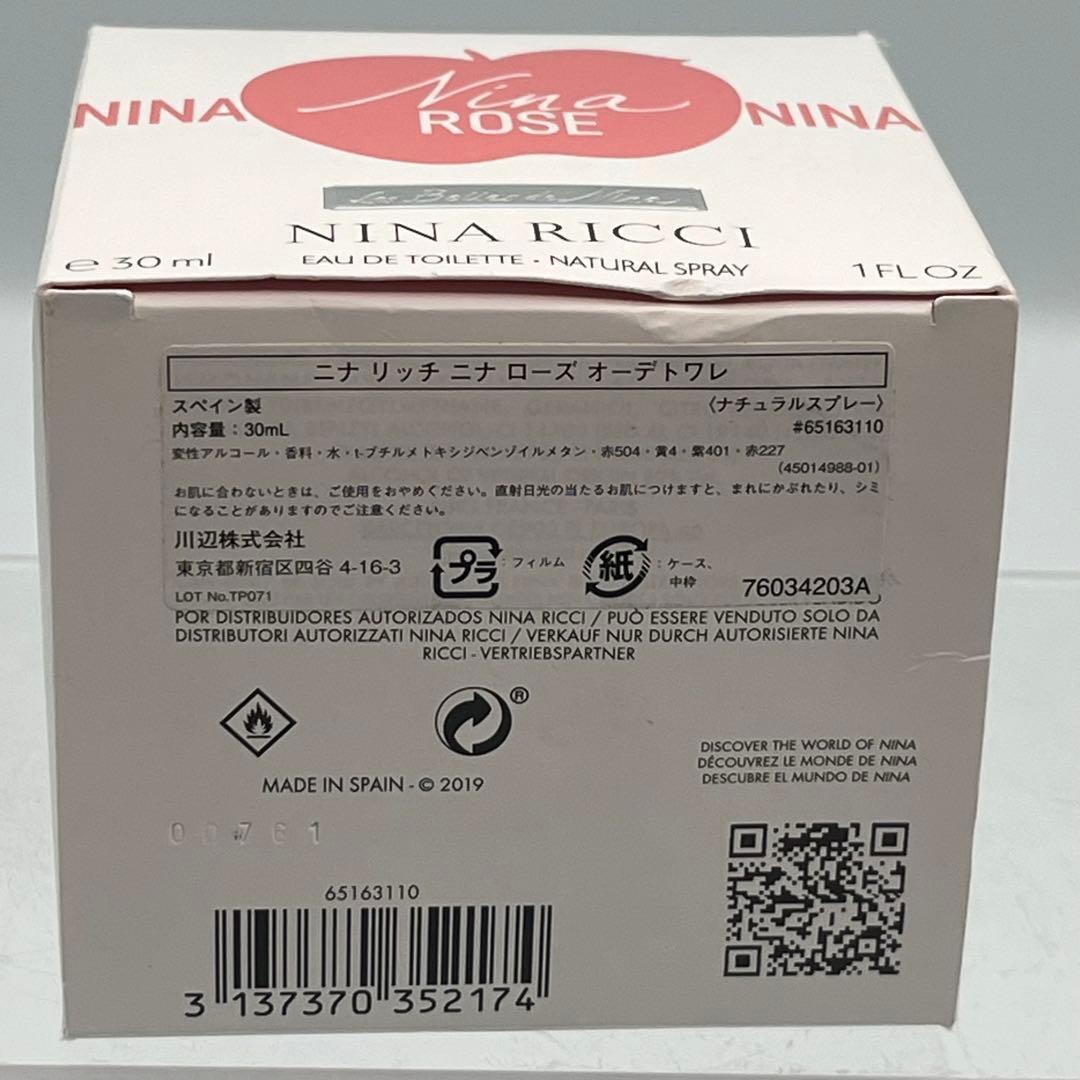 NINA Nina ROSE NINA
Les Belles de Nina
NINA RICCI
e 30 ml EAU DE TOILETTE - NATURAL SPRAY 1 FL OZ
ニナ リッチ ニナ ローズ オーデトワレ
スペイン製 〈ナチュラルスプレー〉
内容量：30mL #65163110
変性アルコール・香料・水・t-ブチルメトキシジベンゾイルメタン・赤504・黄4・紫401・赤227
(45014988-01)
お肌に合わないときは、ご使用をおやめください。直射日光の当たるお肌につけますと、まれにかぶれたり、シミ
になることがありますのでご注意ください。
川辺株式会社
東京都新宿区四谷 4-16-3
プラ：フィルム 紙：ケース、
中枠
LOT No.TP071 76034203A
POR DISTRIBUIDORES AUTORIZADOS NINA RICCI / PUÒ ESSERE VENDUTO SOLO DA
DISTRIBUTORI AUTORIZZATI NINA RICCI / VERKAUF NUR DURCH AUTORISIERTE NINA
RICCI - VERTRIEBSPARTNER
®
MADE IN SPAIN - © 2019
DISCOVER THE WORLD OF NINA
DÉCOUVREZ LE MONDE DE NINA
DESCUBRE EL MUNDO DE NINA
65163110
3 137370 352174